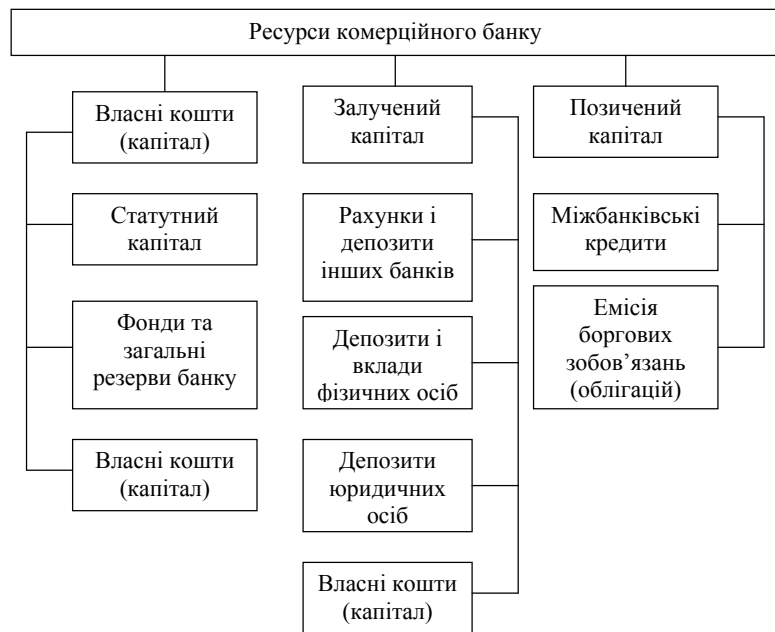 Ресурси комерційного банку
Власні кошти
(капітал)
Статутний
капітал
Фонди та
загальні
резерви банку
Власні кошти
(капітал)
Залучений
капітал
Рахунки і
депозити
інших банків
Депозити і
вклади
фізичних осіб
Депозити
юридичних
осіб
Власні кошти
(капітал)
Позичений
капітал
Міжбанківські
кредити
Емісія
боргових
зобов’язань
(облігацій)